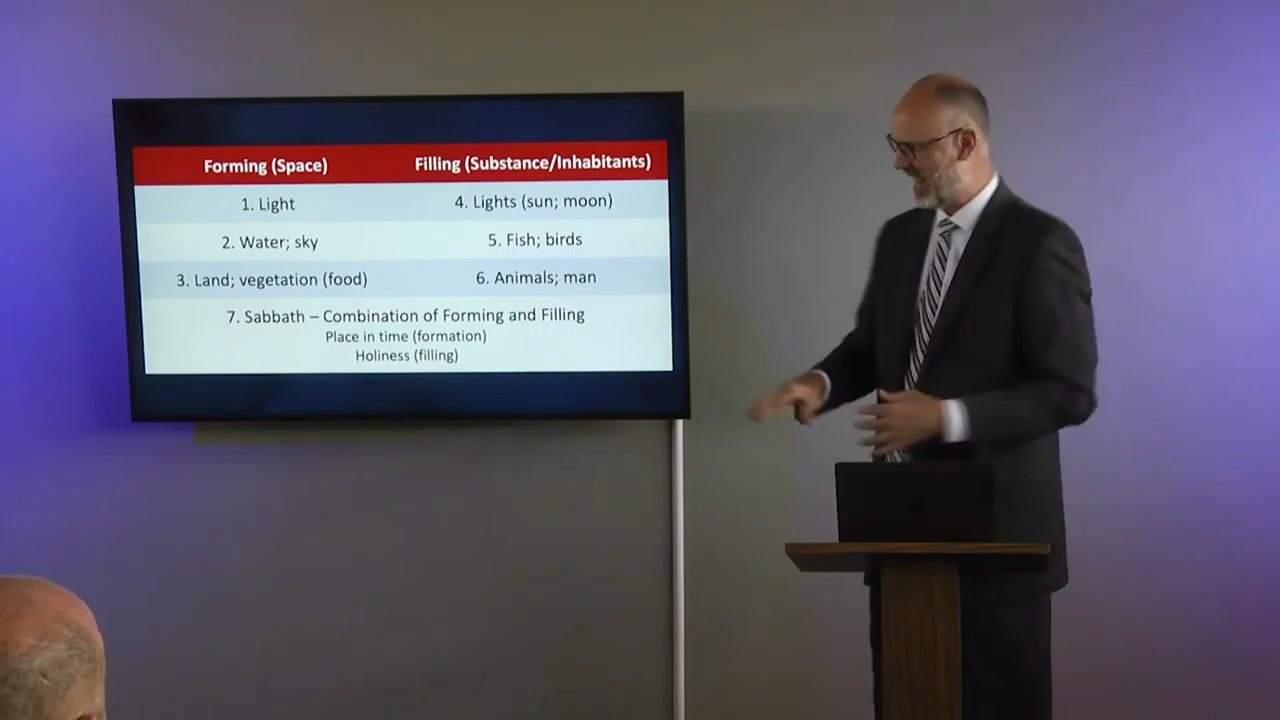 Forming (Space) Filling (Substance/Inhabitants)
1. Light 4. Lights (sun; moon)
2. Water; sky 5. Fish; birds
3. Land; vegetation (food) 6. Animals; man
7. Sabbath – Combination of Forming and Filling
Place in time (formation)
Holiness (filling)